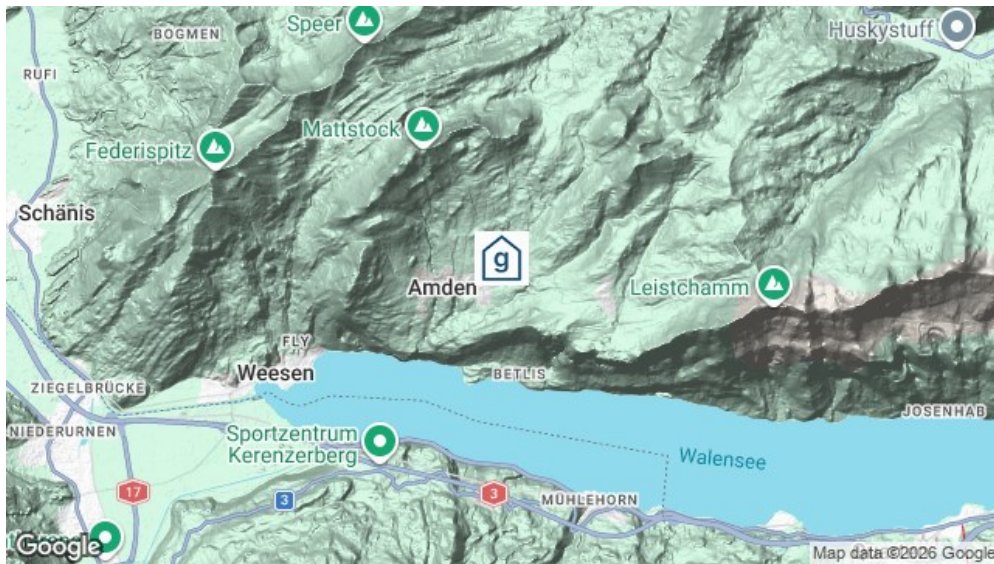 Speer
BOGMEN
Huskystuff
RUFI
Mattstock
Federispitz
Schänis
g
Amden
Leistchamm
FLY
Weesen
BETLIS
ZIEGELBRÜCKE
JOSENHAB
NIEDERURNEN
Sportzentrum
Kerenzerberg
Walensee
17
3
3
MÜHLEHORN
Google
Map data ©2026 Google